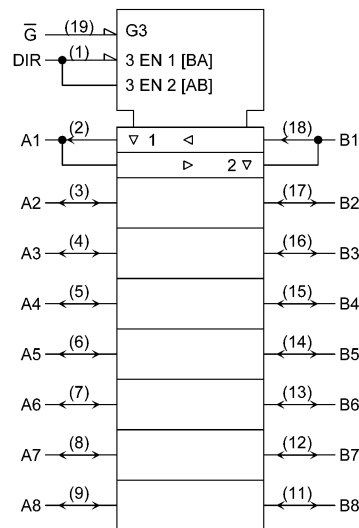 G̅ (19) G3
DIR (1) 3 EN 1 [BA]
3 EN 2 [AB]
A1 (2) 1 (18) B1
2
A2 (3) (17) B2
A3 (4) (16) B3
A4 (5) (15) B4
A5 (6) (14) B5
A6 (7) (13) B6
A7 (8) (12) B7
A8 (9) (11) B8